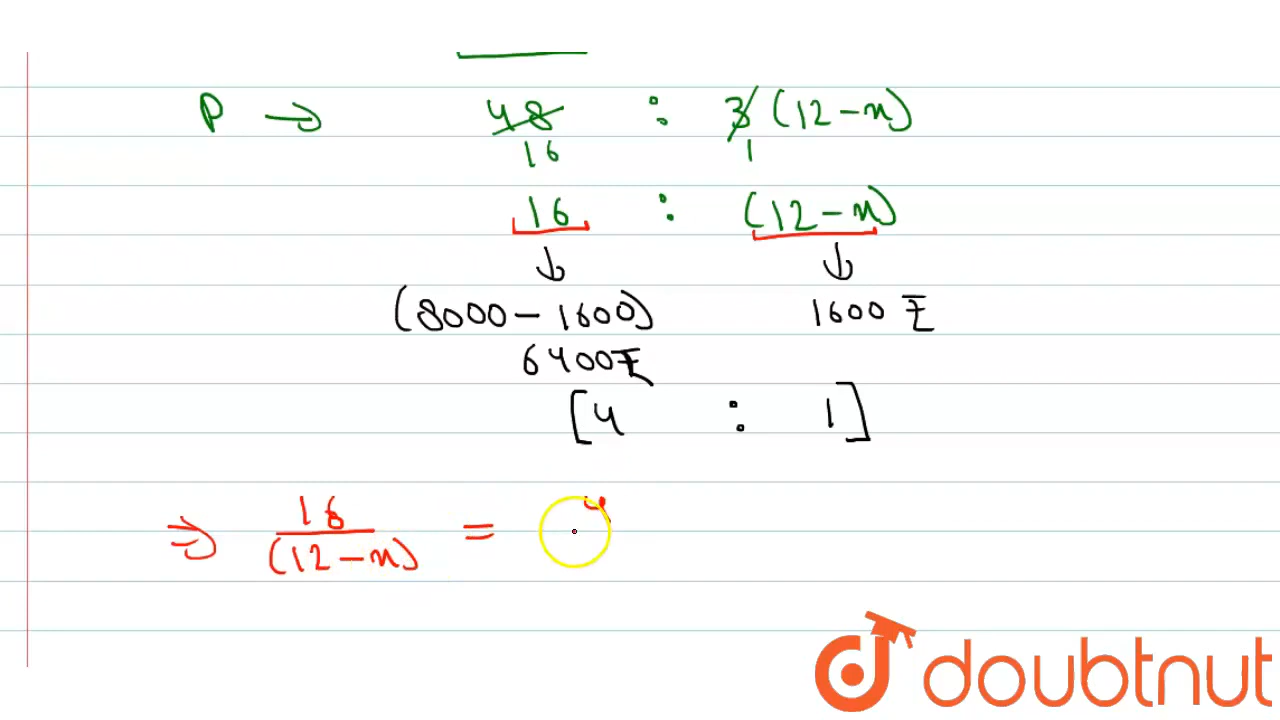 P → 48 : 3 (12 - x)
16 1
16 : (12 - x)
↓ ↓
(8000 - 1600) 1600 ₹
6400₹
[4 : 1]
⇒ 16/(12 - x) = 4
doubtnut